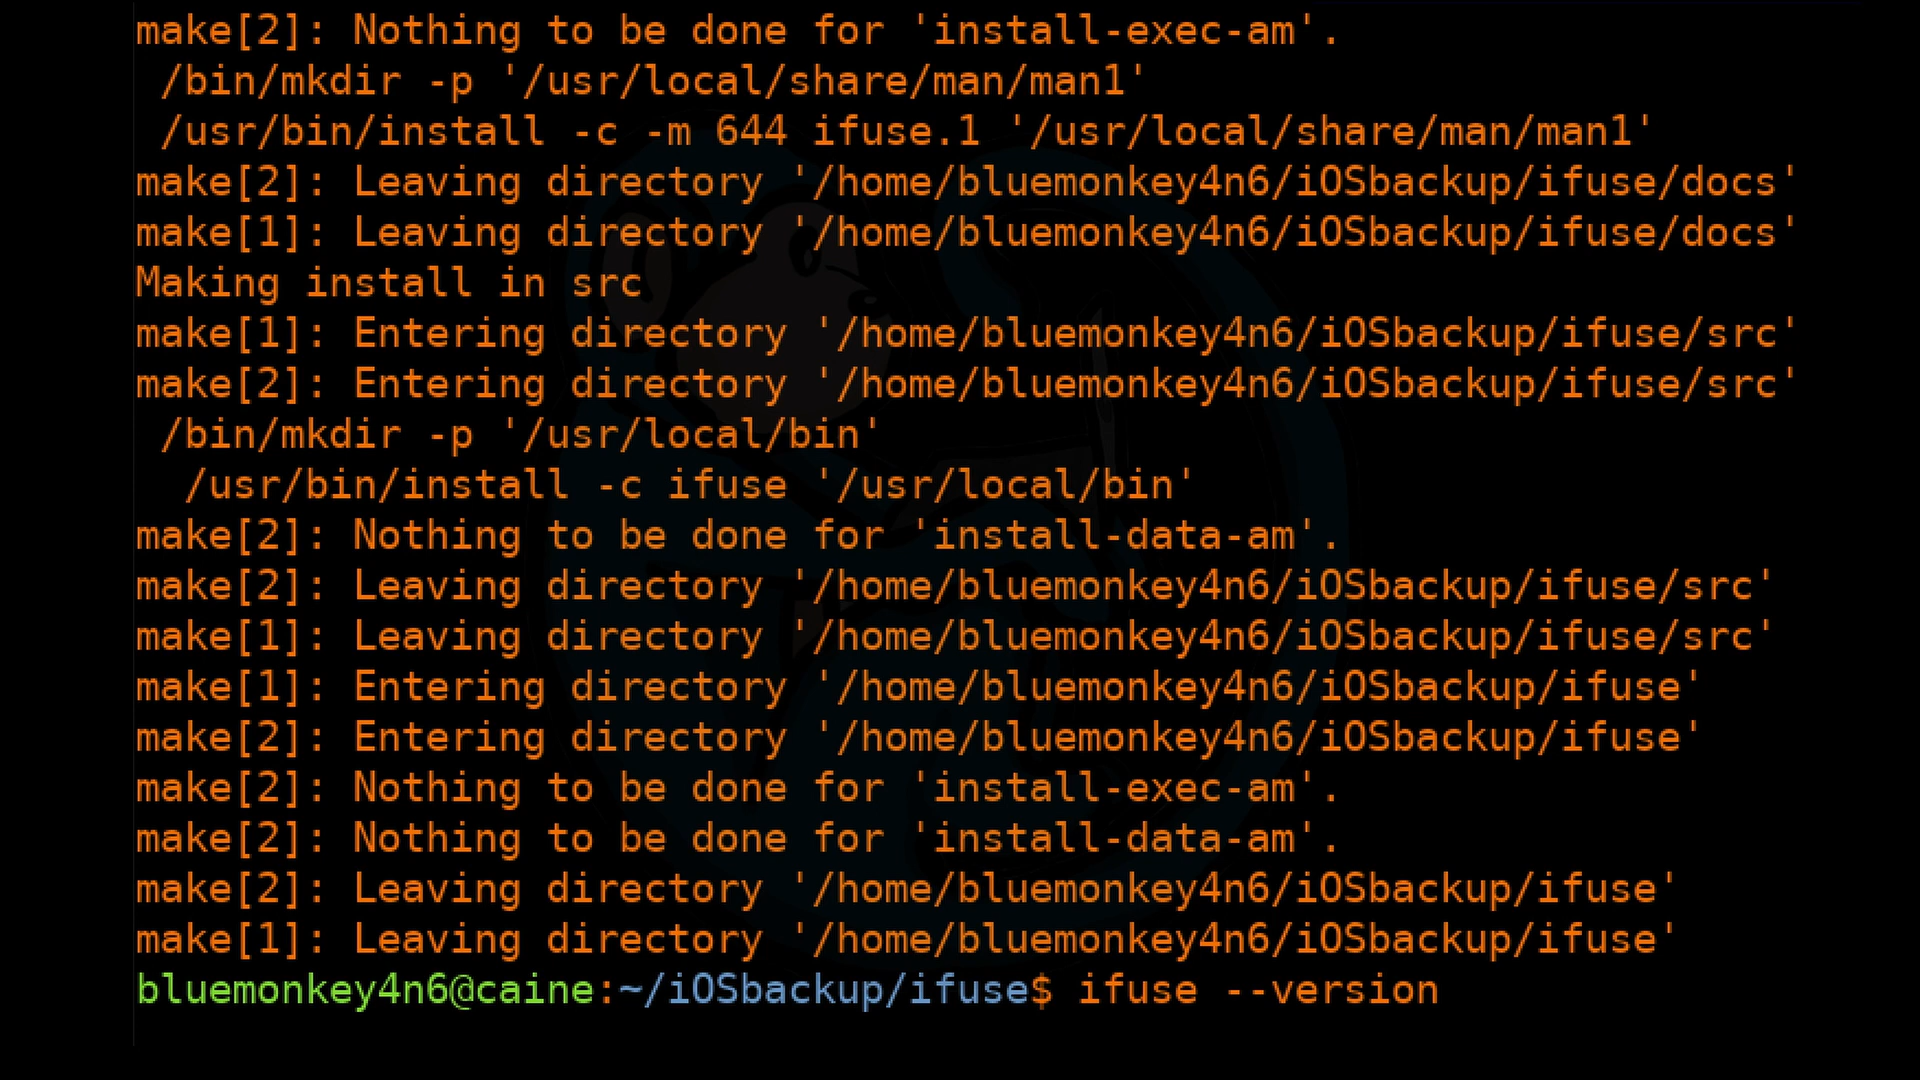 make[2]: Nothing to be done for 'install-exec-am'.
 /bin/mkdir -p '/usr/local/share/man/man1'
 /usr/bin/install -c -m 644 ifuse.1 '/usr/local/share/man/man1'
make[2]: Leaving directory '/home/bluemonkey4n6/iOSbackup/ifuse/docs'
make[1]: Leaving directory '/home/bluemonkey4n6/iOSbackup/ifuse/docs'
Making install in src
make[1]: Entering directory '/home/bluemonkey4n6/iOSbackup/ifuse/src'
make[2]: Entering directory '/home/bluemonkey4n6/iOSbackup/ifuse/src'
 /bin/mkdir -p '/usr/local/bin'
  /usr/bin/install -c ifuse '/usr/local/bin'
make[2]: Nothing to be done for 'install-data-am'.
make[2]: Leaving directory '/home/bluemonkey4n6/iOSbackup/ifuse/src'
make[1]: Leaving directory '/home/bluemonkey4n6/iOSbackup/ifuse/src'
make[1]: Entering directory '/home/bluemonkey4n6/iOSbackup/ifuse'
make[2]: Entering directory '/home/bluemonkey4n6/iOSbackup/ifuse'
make[2]: Nothing to be done for 'install-exec-am'.
make[2]: Nothing to be done for 'install-data-am'.
make[2]: Leaving directory '/home/bluemonkey4n6/iOSbackup/ifuse'
make[1]: Leaving directory '/home/bluemonkey4n6/iOSbackup/ifuse'
bluemonkey4n6@caine:~/iOSbackup/ifuse$ ifuse --version